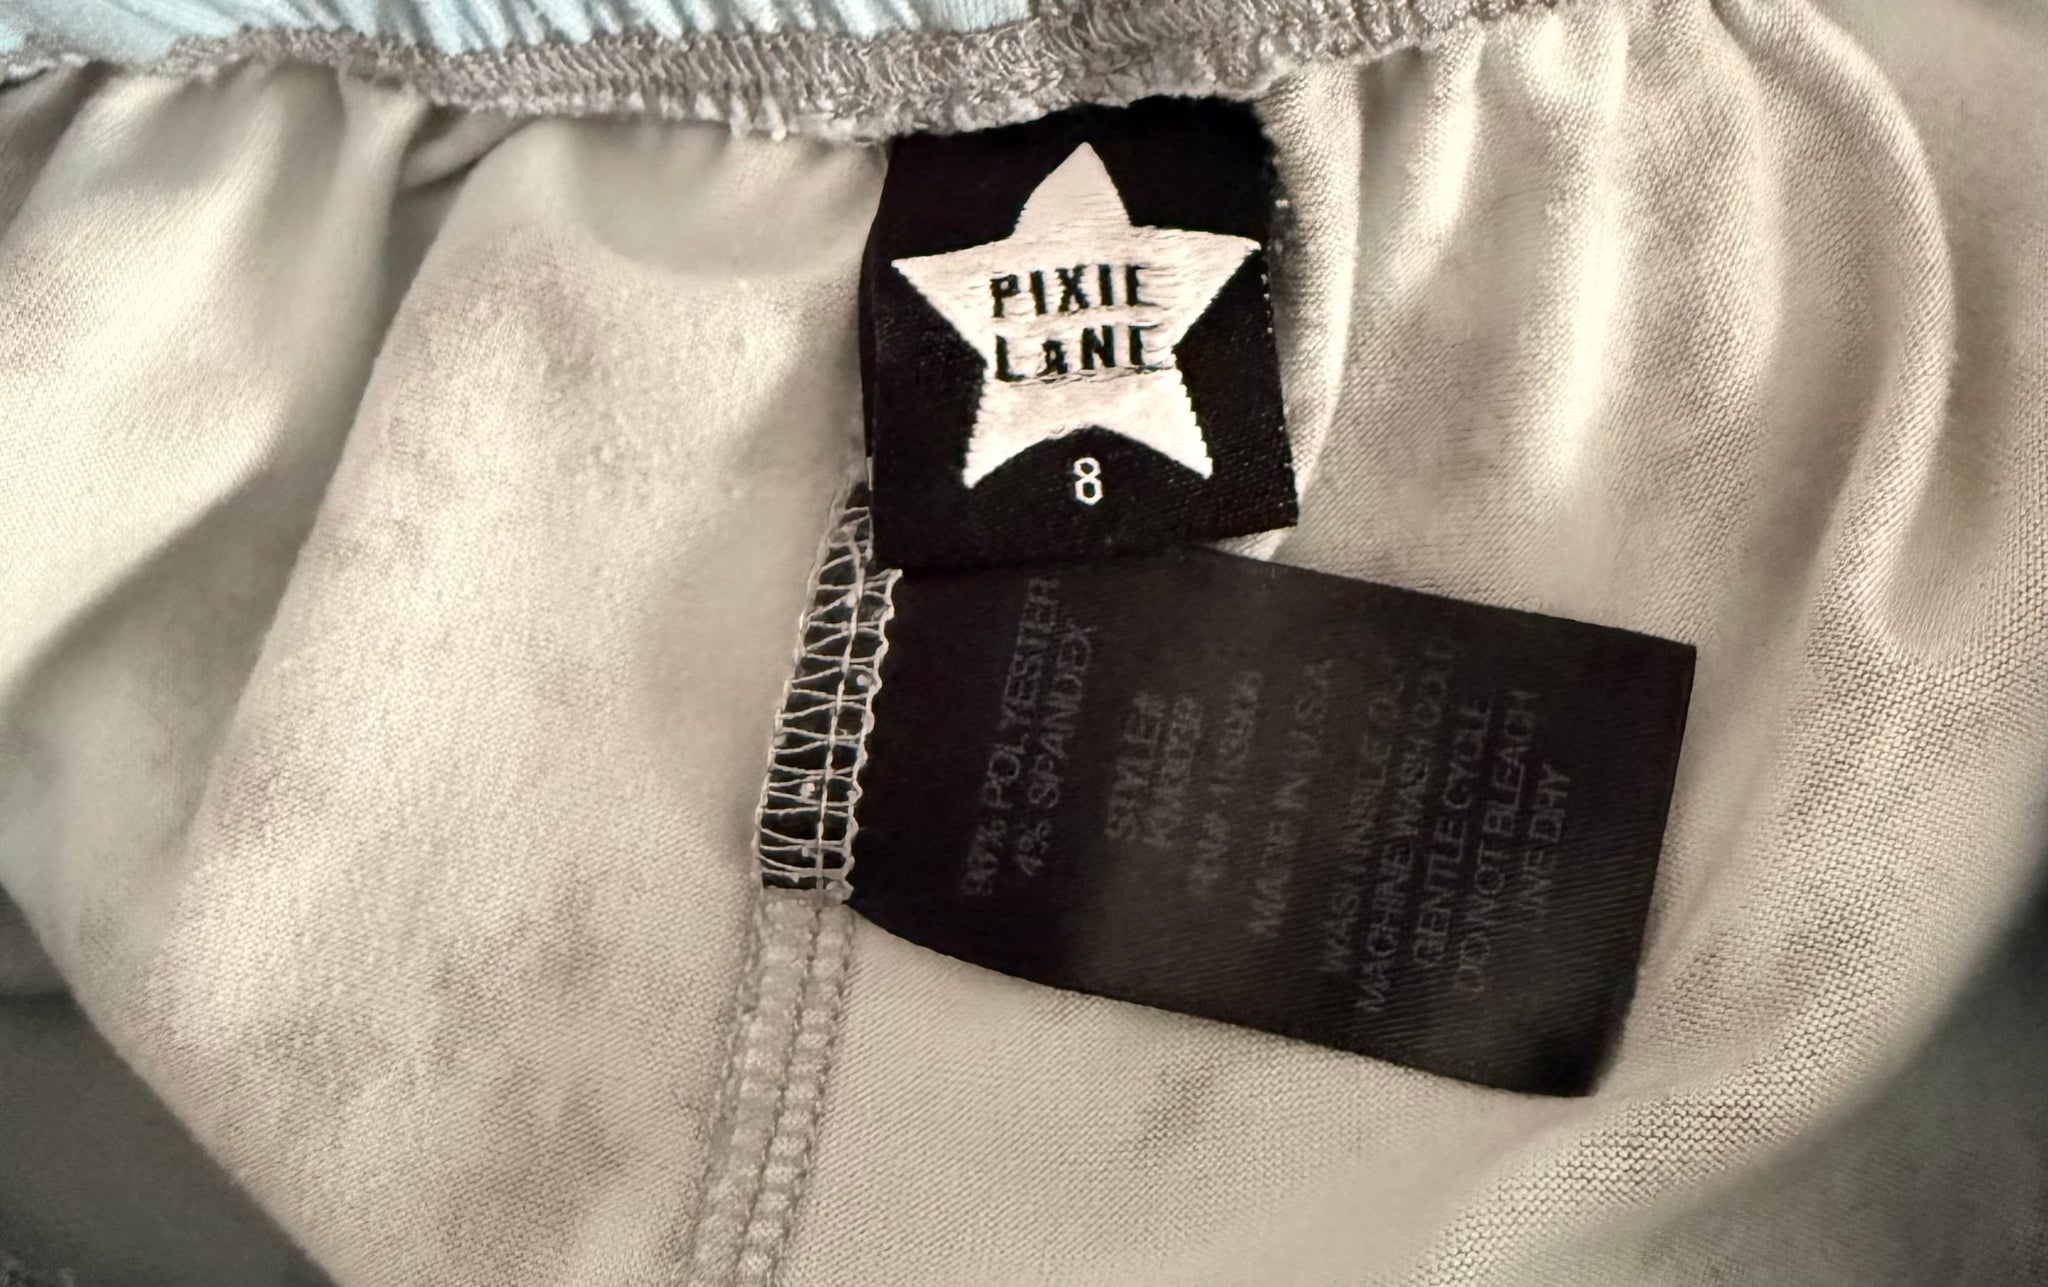 PIXIE
LANE
8
POLYESTER
4% SPANDEX
STYLE#
MADE IN USA
WASH INSIDE OUT
MACHINE WASH COLD
GENTLE CYCLE
DO NOT BLEACH
LINE DRY